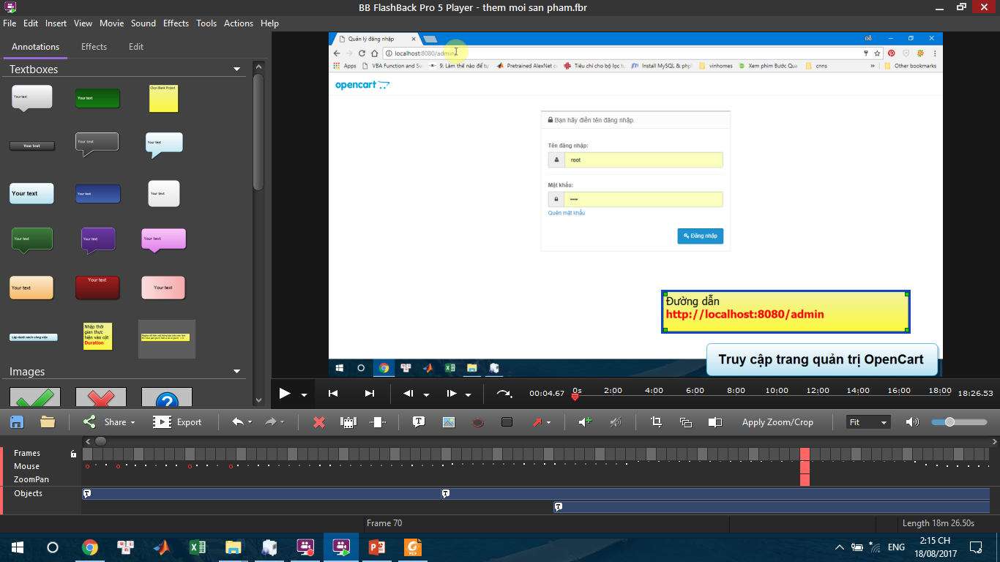 BB FlashBack Pro 5 Player - them moi san pham.fbr
File Edit Insert View Movie Sound Effects Tools Actions Help
Annotations Effects Edit
Textboxes
Your text
Your text
Chọn Blank Project
Your text
Your text
Your text
Your text
Your text
Your text
Your text
Your text
Your text
Your text
Your text
Your text
Lập danh sách công việc
Nhập thời
gian thực
hiện vào cột
Duration
Images
Quản lý đăng nhập
Đỗ
localhost:8080/admin
Apps VBA Function and Su 9. Làm thế nào để tự Pretrained AlexNet c Tiêu chí cho bộ lọc t Install MySQL & php vinhomes Xem phim Bước Qua cnns » Other bookmarks
opencart
Bạn hãy điền tên đăng nhập.
Tên đăng nhập:
root
Mật khẩu:
••••
Quên mật khẩu
Đăng nhập
Đường dẫn
http://localhost:8080/admin
Truy cập trang quản trị OpenCart
00:04.67 0s 2:00 4:00 6:00 8:00 10:00 12:00 14:00 16:00 18:00 18:26.53
Share Export Apply Zoom/Crop Fit
Frames
Mouse
ZoomPan
Objects
Frame 70
Length 18m 26.50s
ENG
2:15 CH
18/08/2017